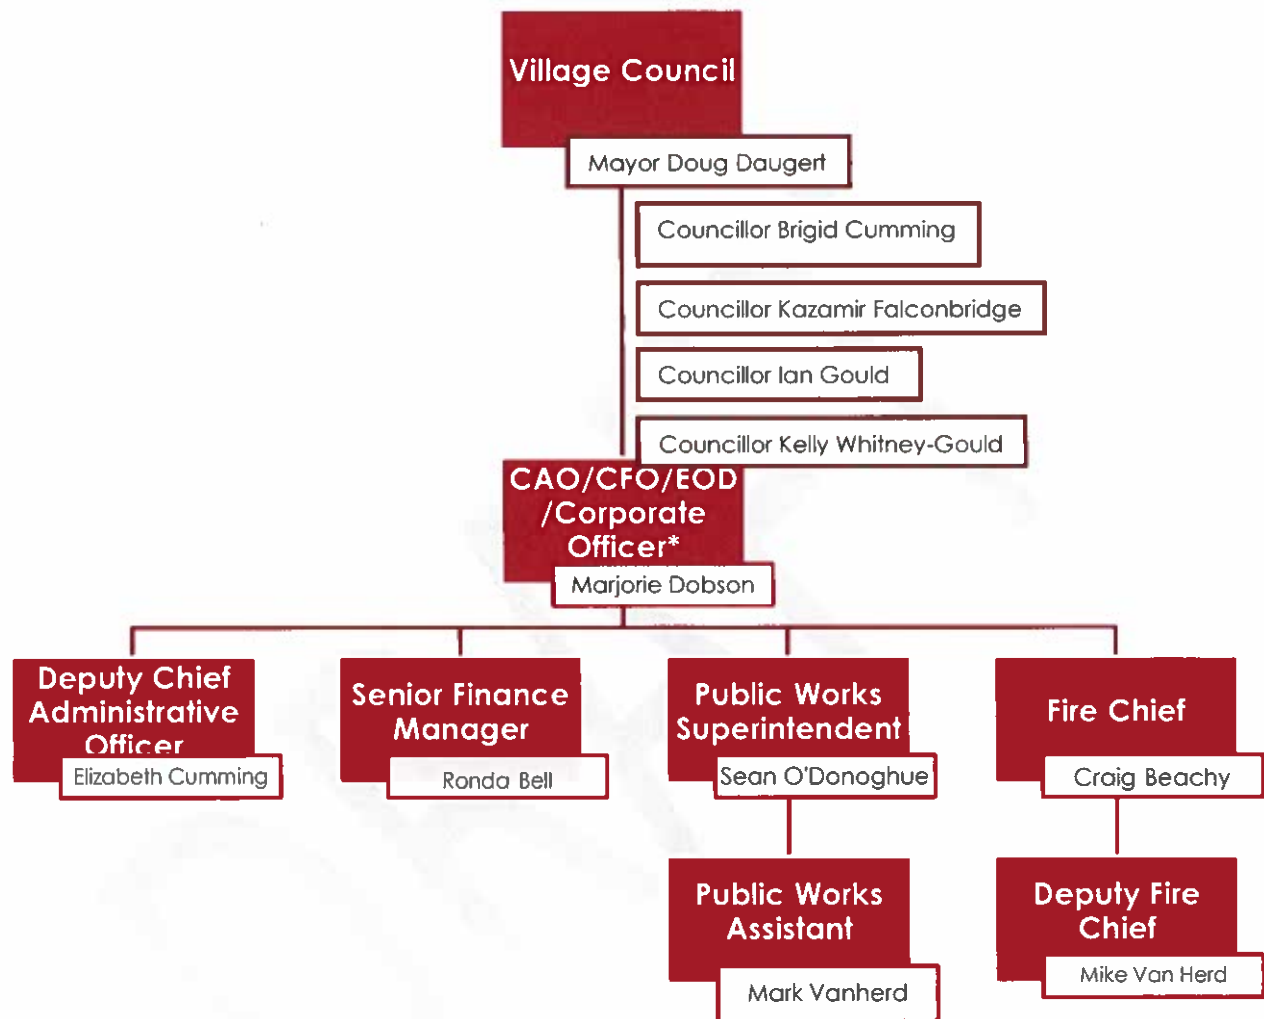 Village Council
Mayor Doug Daugert
Councillor Brigid Cumming
Councillor Kazamir Falconbridge
Councillor Ian Gould
Councillor Kelly Whitney-Gould
CAO/CFO/EOD
/Corporate
Officer*
Marjorie Dobson
Deputy Chief
Administrative
Officer
Elizabeth Cumming
Senior Finance
Manager
Ronda Bell
Public Works
Superintendent
Sean O'Donoghue
Fire Chief
Craig Beachy
Public Works
Assistant
Mark Vanherd
Deputy Fire
Chief
Mike Van Herd